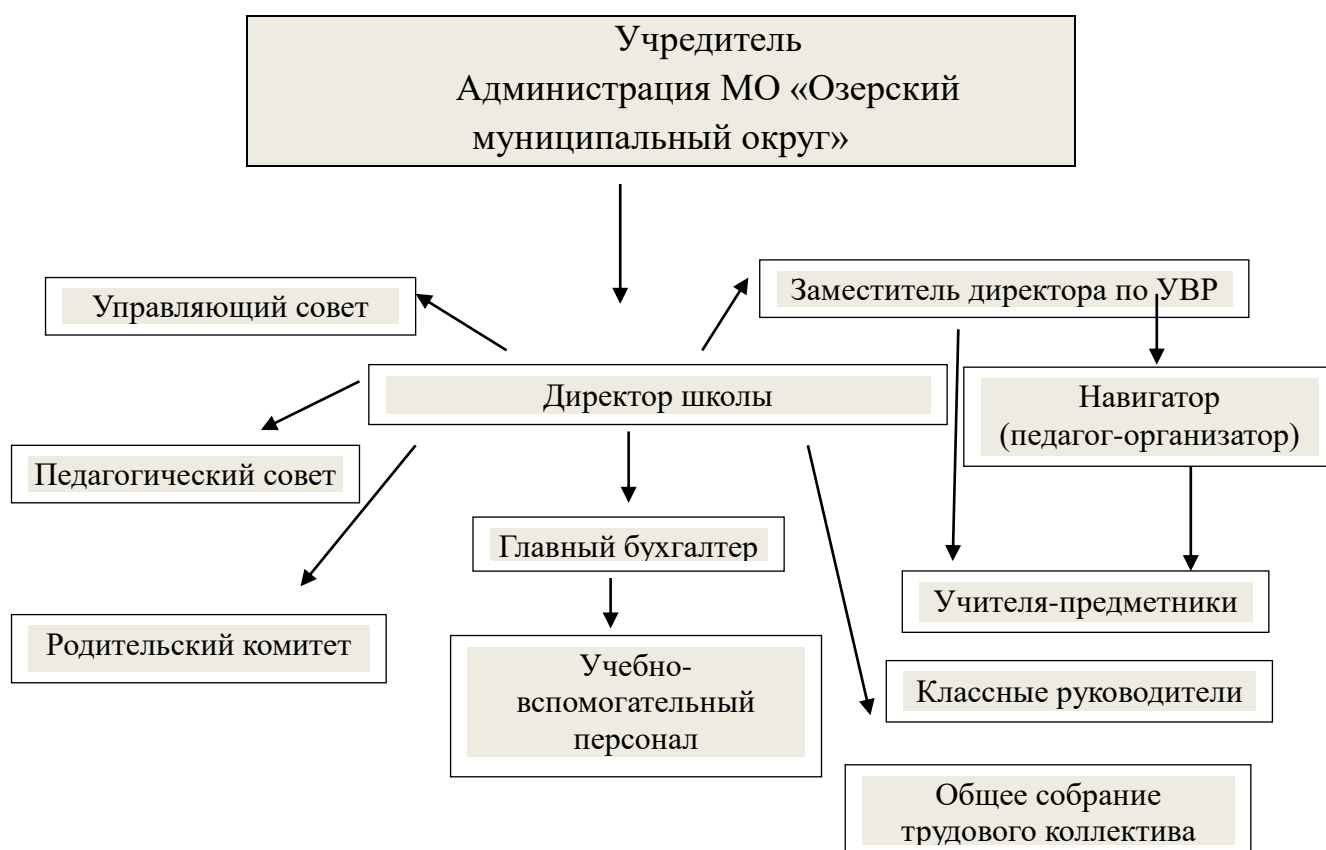 Учредитель
Администрация МО «Озерский
муниципальный округ»
Управляющий совет
Заместитель директора по УВР
Директор школы
Навигатор
(педагог-организатор)
Педагогический совет
Главный бухгалтер
Учителя-предметники
Родительский комитет
Учебно-
вспомогательный
персонал
Классные руководители
Общее собрание
трудового коллектива